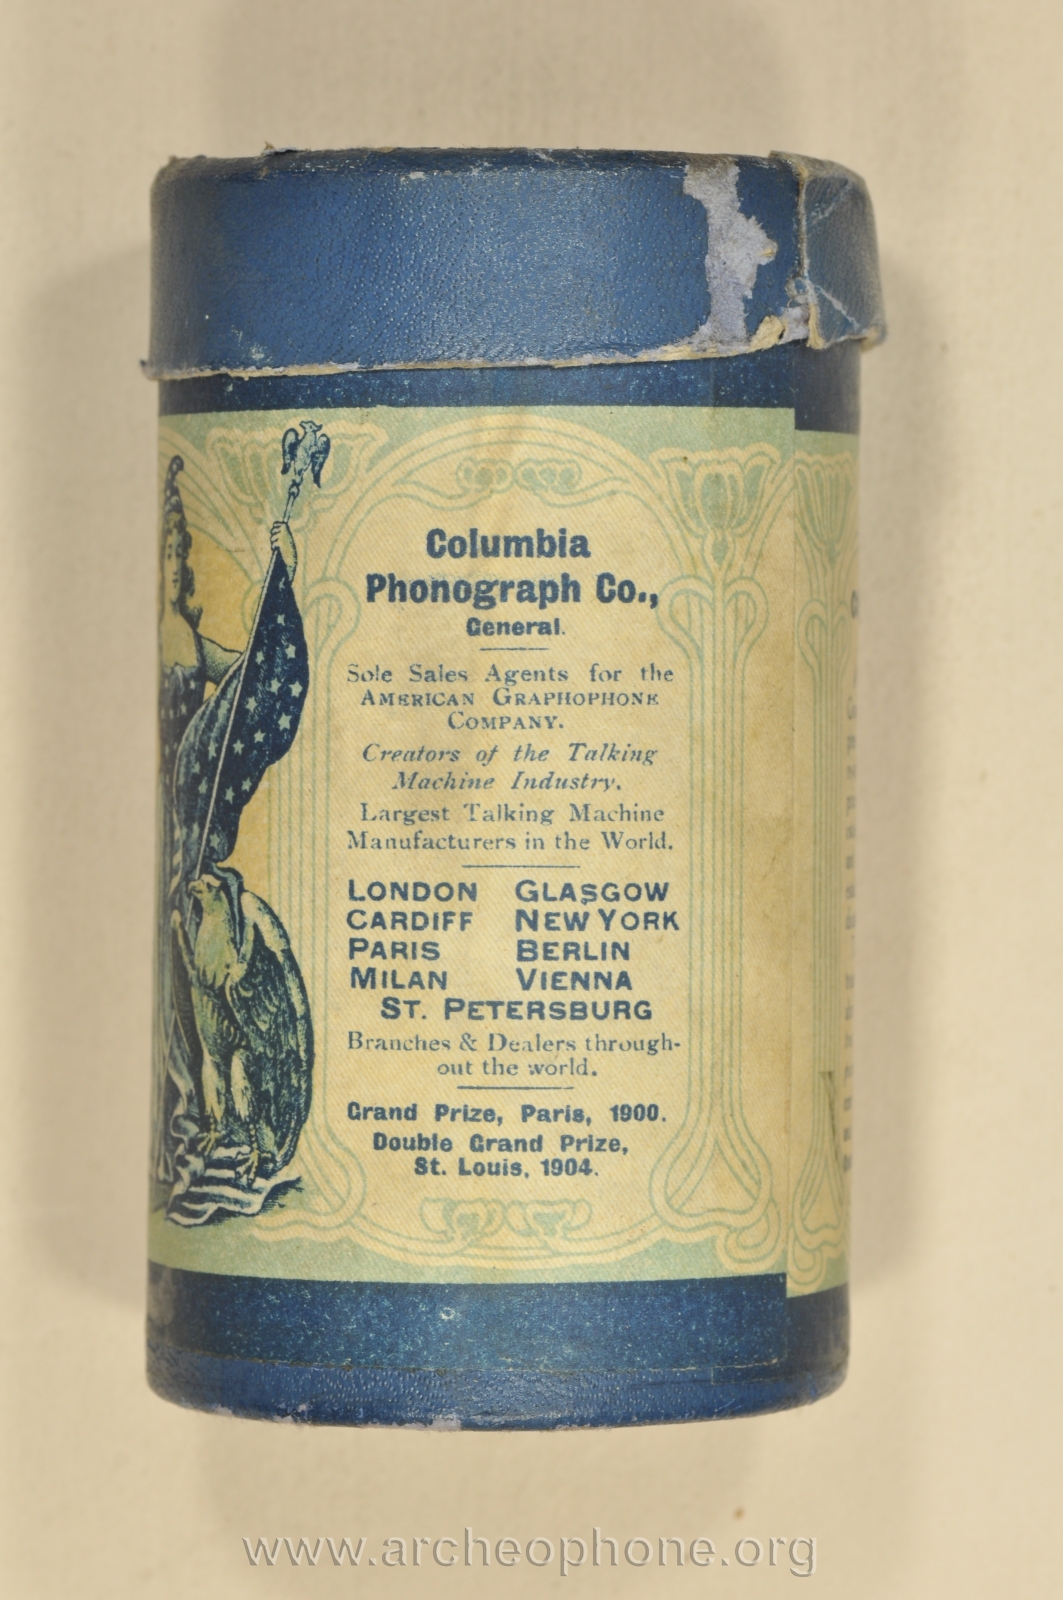 Columbia
Phonograph Co.,
General.
Sole Sales Agents for the
AMERICAN GRAPHOPHONE
COMPANY.
Creators of the Talking
Machine Industry.
Largest Talking Machine
Manufacturers in the World.
LONDON GLASGOW
CARDIFF NEW YORK
PARIS BERLIN
MILAN VIENNA
ST. PETERSBURG
Branches & Dealers through-
out the world.
Grand Prize, Paris, 1900.
Double Grand Prize,
St. Louis, 1904.
www.archeophone.org